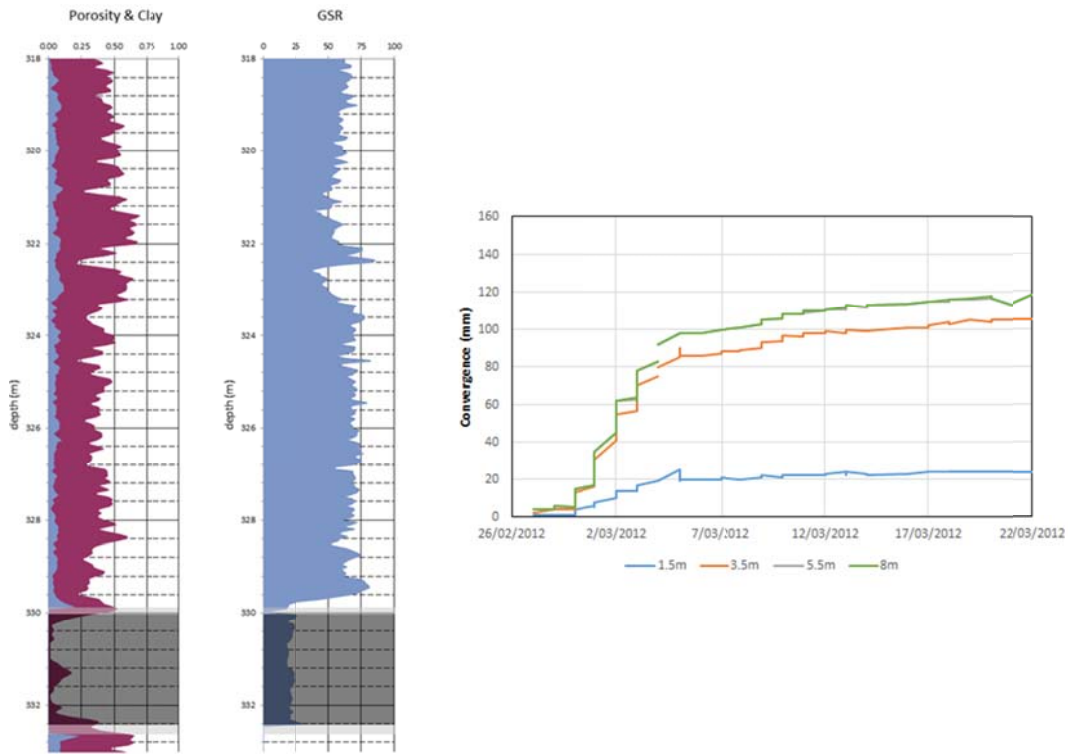 Porosity & Clay
0.00 0.25 0.50 0.75 1.00
318
320
322
324
326
328
330
332
depth (m)
GSR
0 25 50 75 100
318
320
322
324
326
328
330
332
depth (m)
160
140
120
100
80
60
40
20
0
Convergence (mm)
26/02/2012 2/03/2012 7/03/2012 12/03/2012 17/03/2012 22/03/2012
1.5m 3.5m 5.5m 8m